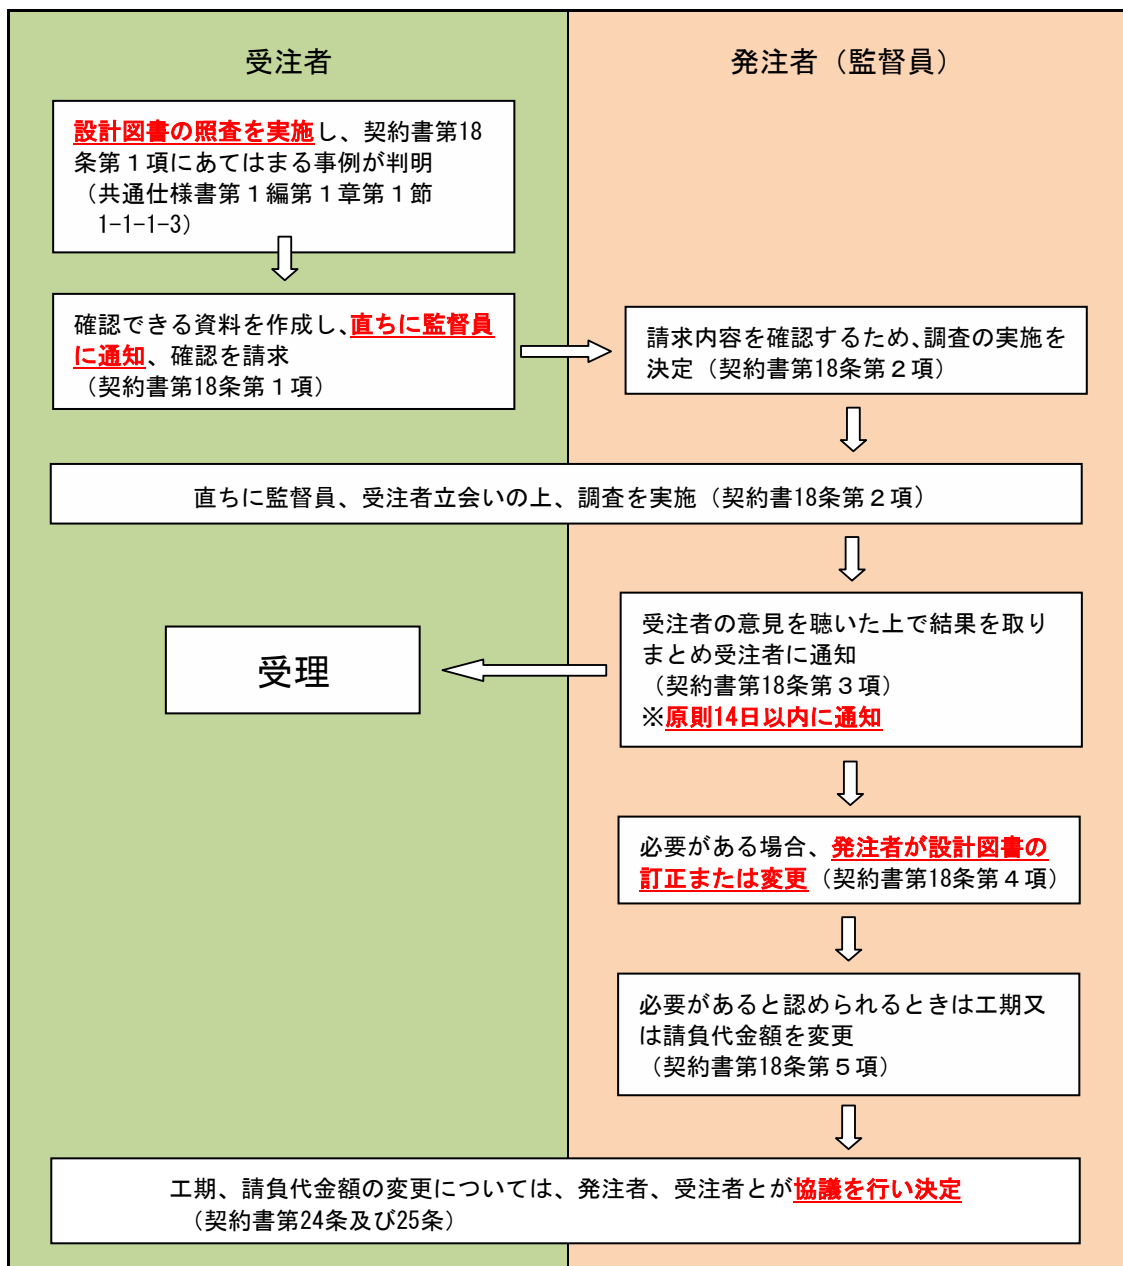 受注者
発注者（監督員）
設計図書の照査を実施し、契約書第18
条第１項にあてはまる事例が判明
（共通仕様書第１編第１章第１節
1-1-1-3）
確認できる資料を作成し、直ちに監督員
に通知、確認を請求
（契約書第18条第１項）
請求内容を確認するため、調査の実施を
決定（契約書第18条第２項）
直ちに監督員、受注者立会いの上、調査を実施（契約書18条第２項）
受注者の意見を聴いた上で結果を取り
まとめ受注者に通知
（契約書第18条第３項）
※原則14日以内に通知
受理
必要がある場合、発注者が設計図書の
訂正または変更（契約書第18条第４項）
必要があると認められるときは工期又
は請負代金額を変更
（契約書第18条第５項）
工期、請負代金額の変更については、発注者、受注者とが協議を行い決定
（契約書第24条及び25条）